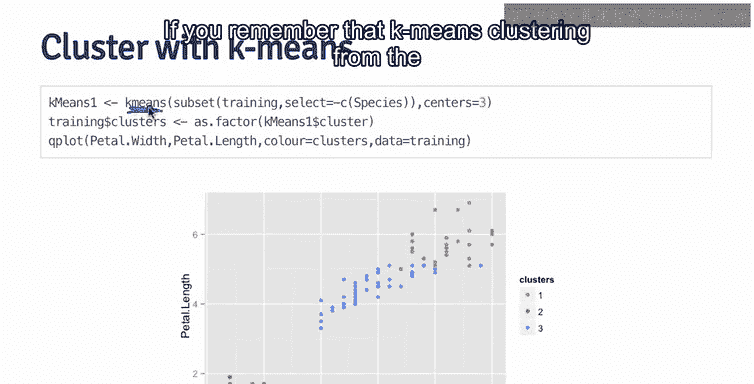 If you remember that k-means clustering
from the
Cluster with k-means
kMeans1 <- kmeans(subset(training,select=-c(Species)),centers=3)
training$clusters <- as.factor(kMeans1$cluster)
qplot(Petal.Width,Petal.Length,colour=clusters,data=training)
6
4
2
Petal.Length
clusters
1
2
3